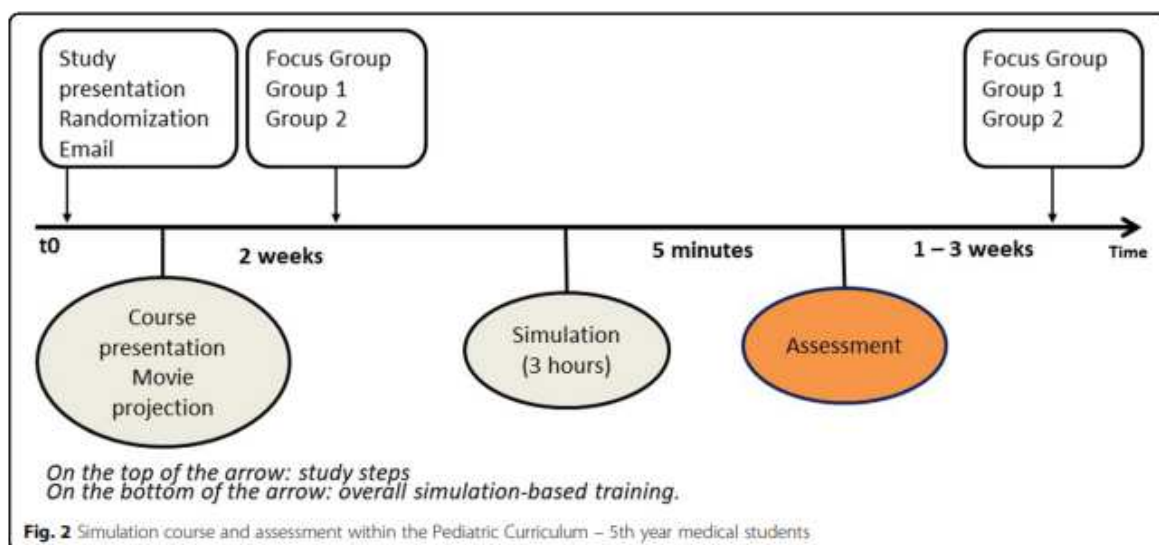 Study
presentation
Randomization
Email
Focus Group
Group 1
Group 2
Focus Group
Group 1
Group 2
t0
2 weeks
5 minutes
1 – 3 weeks
Time
Course
presentation
Movie
projection
Simulation
(3 hours)
Assessment
On the top of the arrow: study steps
On the bottom of the arrow: overall simulation-based training.
Fig. 2 Simulation course and assessment within the Pediatric Curriculum – 5th year medical students